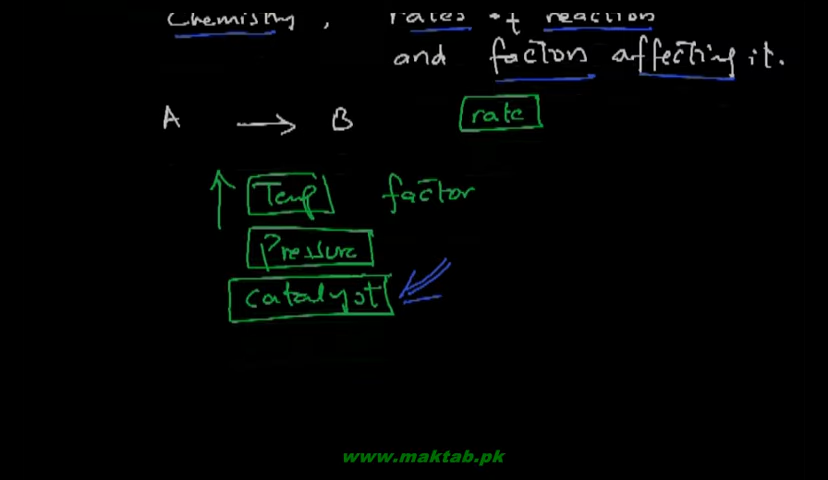 Chemistry, rates of reaction
and factors affecting it.
A → B rate
↑ Temp factor
Pressure
Catalyst
www.maktab.pk